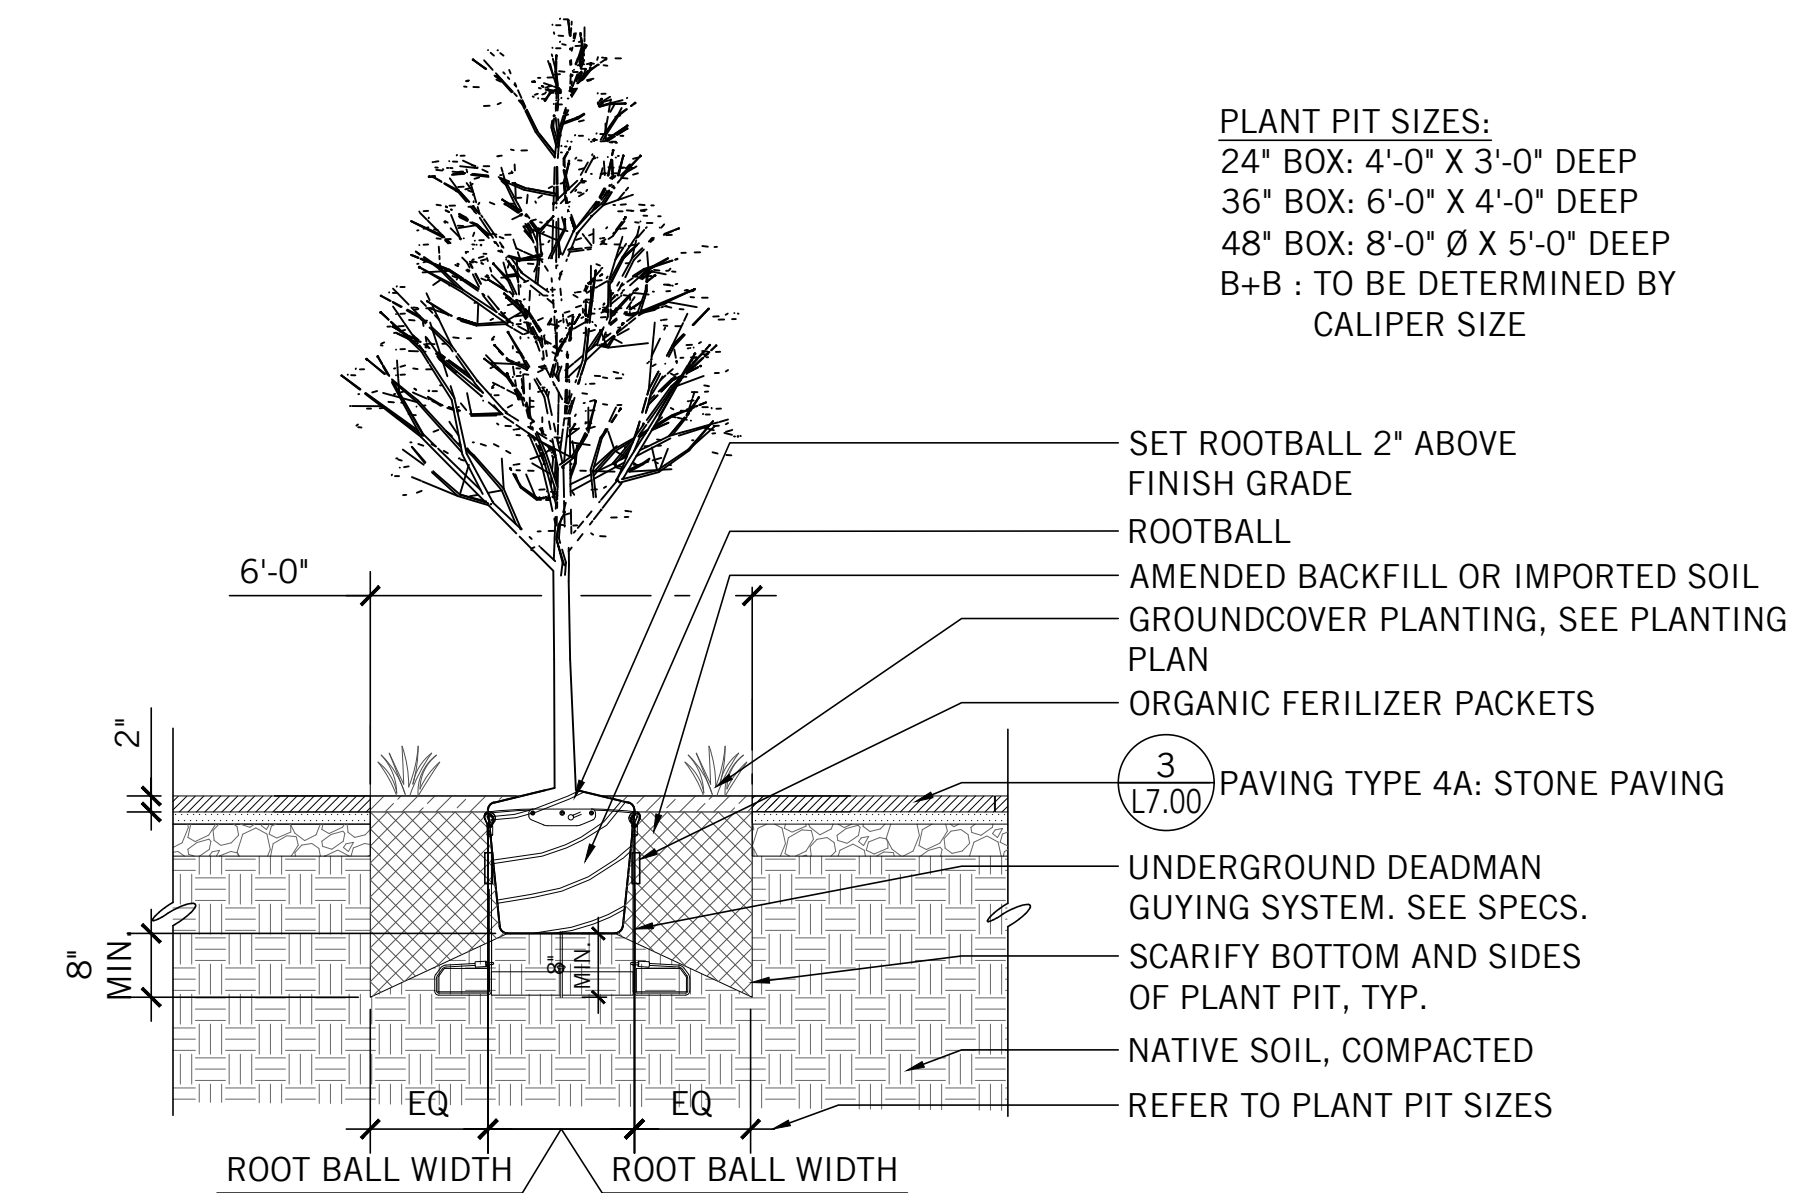 PLANT PIT SIZES:
24" BOX: 4'-0" X 3'-0" DEEP
36" BOX: 6'-0" X 4'-0" DEEP
48" BOX: 8'-0" Ø X 5'-0" DEEP
B+B : TO BE DETERMINED BY
CALIPER SIZE
SET ROOTBALL 2" ABOVE
FINISH GRADE
ROOTBALL
6'-0"
AMENDED BACKFILL OR IMPORTED SOIL
GROUNDCOVER PLANTING, SEE PLANTING
PLAN
ORGANIC FERILIZER PACKETS
2"
3
L7.00
PAVING TYPE 4A: STONE PAVING
UNDERGROUND DEADMAN
GUYING SYSTEM. SEE SPECS.
8"
MIN
8"
MIN.
SCARIFY BOTTOM AND SIDES
OF PLANT PIT, TYP.
NATIVE SOIL, COMPACTED
EQ
EQ
REFER TO PLANT PIT SIZES
ROOT BALL WIDTH
ROOT BALL WIDTH